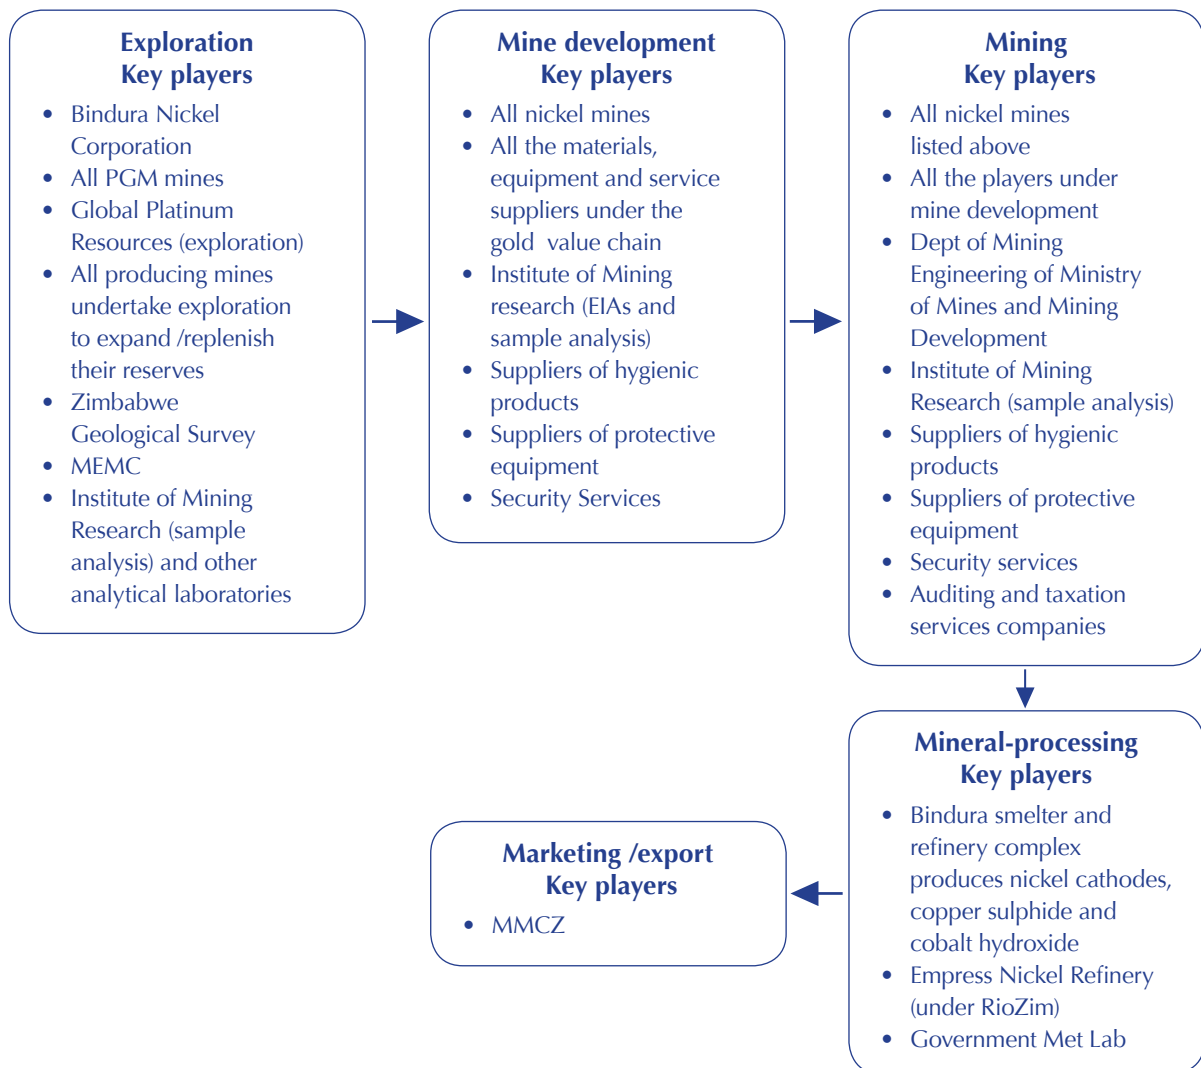 Exploration
Key players
• Bindura Nickel
Corporation
• All PGM mines
• Global Platinum
Resources (exploration)
• All producing mines
undertake exploration
to expand /replenish
their reserves
• Zimbabwe
Geological Survey
• MEMC
• Institute of Mining
Research (sample
analysis) and other
analytical laboratories
Mine development
Key players
• All nickel mines
• All the materials,
equipment and service
suppliers under the
gold value chain
• Institute of Mining
research (EIAs and
sample analysis)
• Suppliers of hygienic
products
• Suppliers of protective
equipment
• Security Services
Mining
Key players
• All nickel mines
listed above
• All the players under
mine development
• Dept of Mining
Engineering of Ministry
of Mines and Mining
Development
• Institute of Mining
Research (sample analysis)
• Suppliers of hygienic
products
• Suppliers of protective
equipment
• Security services
• Auditing and taxation
services companies
Mineral-processing
Key players
• Bindura smelter and
refinery complex
produces nickel cathodes,
copper sulphide and
cobalt hydroxide
• Empress Nickel Refinery
(under RioZim)
• Government Met Lab
Marketing /export
Key players
• MMCZ